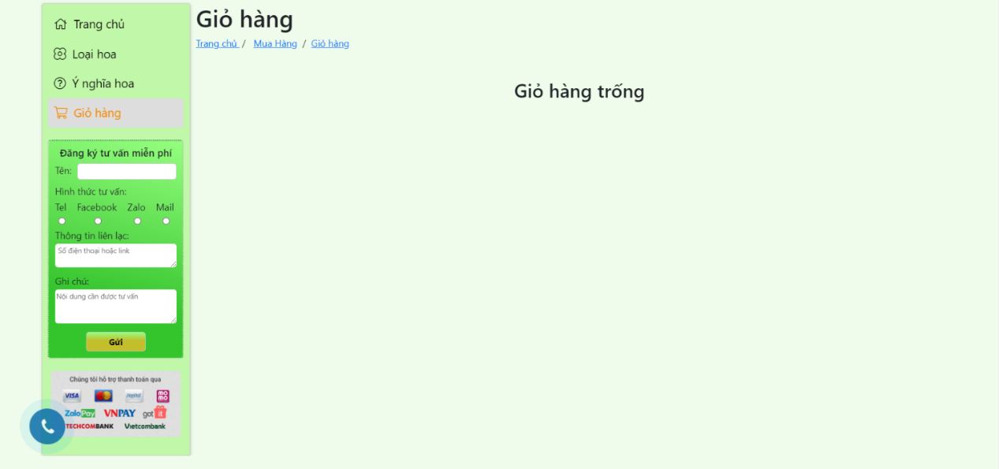 Trang chủ
Loại hoa
Ý nghĩa hoa
Giỏ hàng
Đăng ký tư vấn miễn phí
Tên:
Hình thức tư vấn:
Tel Facebook Zalo Mail
Thông tin liên lạc:
Số điện thoại hoặc link
Ghi chú:
Nội dung cần được tư vấn
Gửi
Chúng tôi hỗ trợ thanh toán qua
VISA PayPal mo mo
ZaloPay VNPAY got it
TECHCOMBANK Vietcombank
Giỏ hàng
Trang chủ / Mua Hàng / Giỏ hàng
Giỏ hàng trống